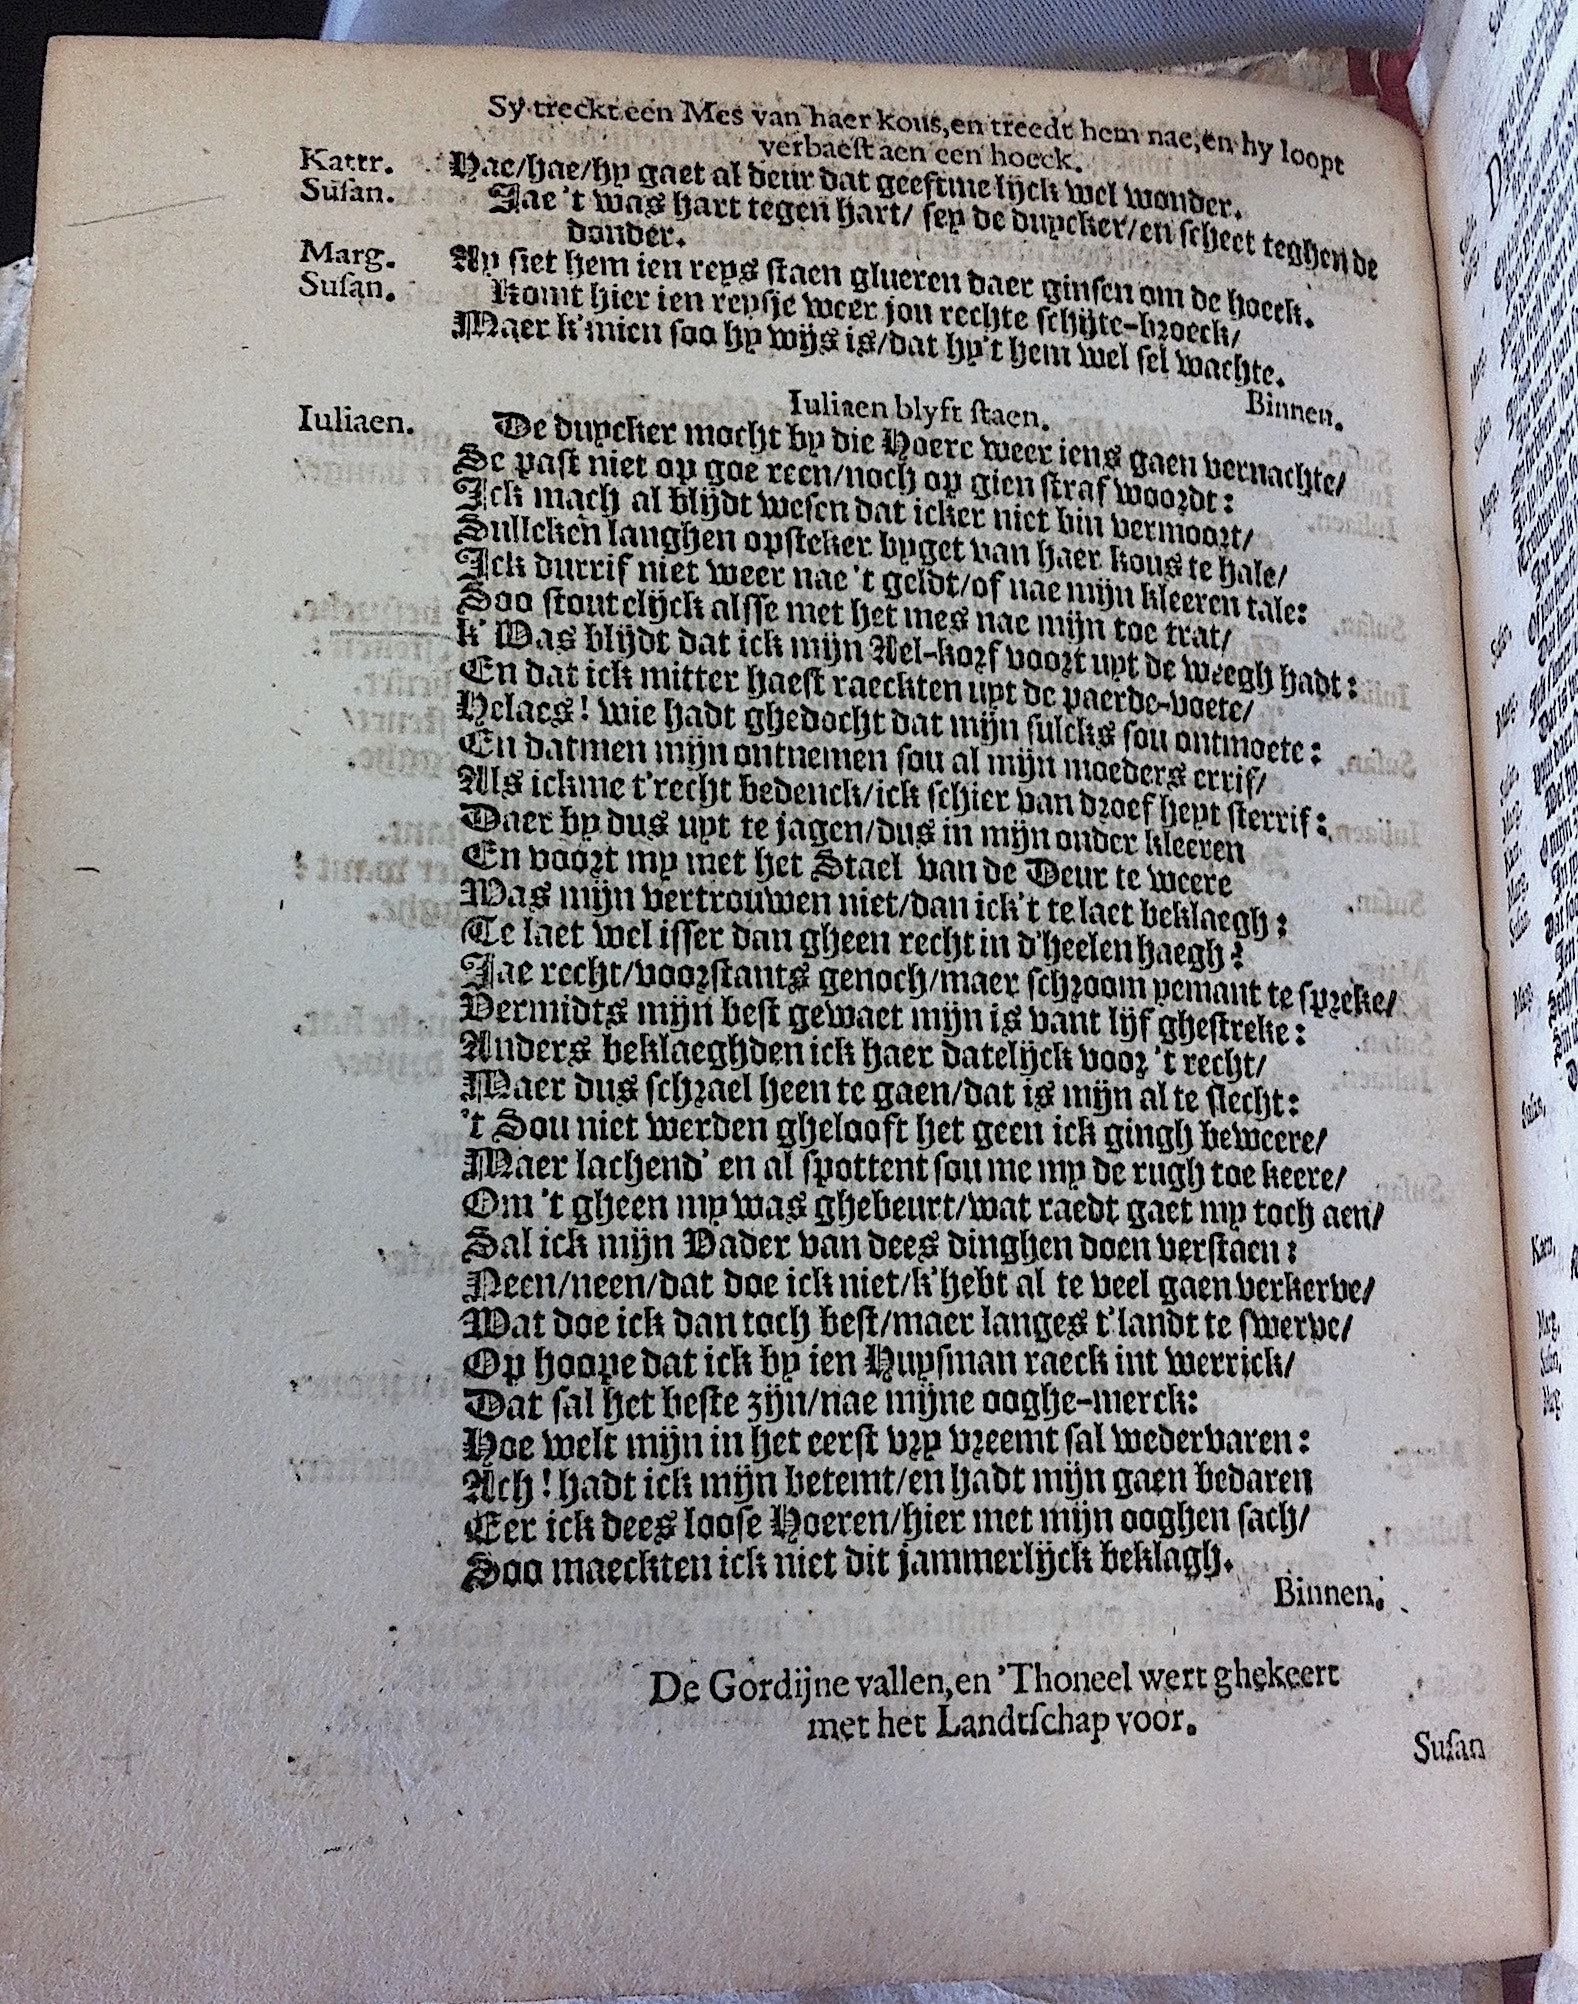 Sy treckt een Mes van haer kous, en treedt hem nae, en hy loopt
verbaest aen een hoeck.
Kattr. Hae/hae/hy gaet al deur dat geeftme lijck wel wonder.
Susan. Jae 't was hart tegen hart/ sey de duycker/en scheet teghen de
donder.
Marg. Ay siet hem ien reys staen glueren daer ginsen om de hoeck.
Susan. Komt hier ien reysje weer jou rechte schijte-broeck/
Maer k'mien soo hy wijs is/dat hy't hem wel sel wachte.
Binnen.
Iuliaen blyft staen.
Iuliaen. De duycker mocht by die Hoere weer iens gaen vernachte/
Se past niet op goe reen/noch op gien straf woordt:
Ick mach al blijdt wesen dat icker niet bin vermoort/
Sullcken langhen opsteker byget van haer kous te hale/
Ick durrif niet weer nae 't geldt/of nae mijn kleeren tale:
Soo stoutelijck alsse met het mes nae mijn toe trat/
k' Was blijdt dat ick mijn Ael-korf voort uyt de weegh hadt:
En dat ick mitter haest raeckten uyt de paerde-voete/
Helaes! wie hadt ghedocht dat mijn sulcks sou ontmoete:
En datmen mijn ontnemen sou al mijn moeders errif/
Als ickme t'recht bedenck/ick schier van droefheyt sterrif:
Daer by dus uyt te jagen/dus in mijn onder kleeren
En voort my met het Stael van de Deur te weere
Was mijn vertrouwen niet/dan ick't te laet beklaegh:
Te laet wel isser dan gheen recht in d'heelen haegh?
Jae recht/voorstants genoch/maer schroom yemant te spreke/
Vermidts mijn best gewaet mijn is vant lijf ghestreke:
Anders beklaeghden ick haer datelijck voor 't recht/
Maer dus schrael heen te gaen/dat is mijn al te slecht:
't Sou niet werden ghelooft het geen ick gingh beweere/
Maer lachend' en al spottent sou me my de rugh toe keere/
Om 't gheen my was ghebeurt/wat raedt gaet my toch aen/
Sal ick mijn Vader van dees dinghen doen verstaen:
Neen/neen/dat doe ick niet/k'hebt al te veel gaen verkerve/
Wat doe ick dan toch best/maer langes t'landt te swerve/
Op hoope dat ick by ien Huysman raeck int werrick/
Dat sal het beste zijn/nae mijne ooghe-merck:
Hoe welt mijn in het eerst vry vreemt sal wedervaren:
Ach! hadt ick mijn betemt/en hadt mijn gaen bedaren
Eer ick dees loose Hoeren/hier met mijn ooghen sach/
Soo maeckten ick niet dit jammerlijck beklagh.
Binnen.
De Gordijne vallen, en 'Thoneel wert ghekeert
met het Landtschap voor.
Susan